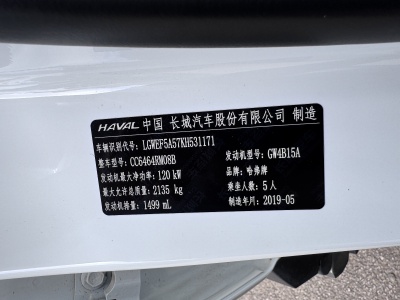 HAVAL 中国 长城汽车股份有限公司 制造
车辆识别代号: LGWEF5A57KH531171
整车型号: CC6464RM08B 发动机型号: GW4B15A
发动机最大净功率: 120 kW 品牌: 哈弗牌
最大允许总质量: 2135 kg 乘坐人数: 5 人
发动机排量: 1499 mL 制造年月: 2019-05